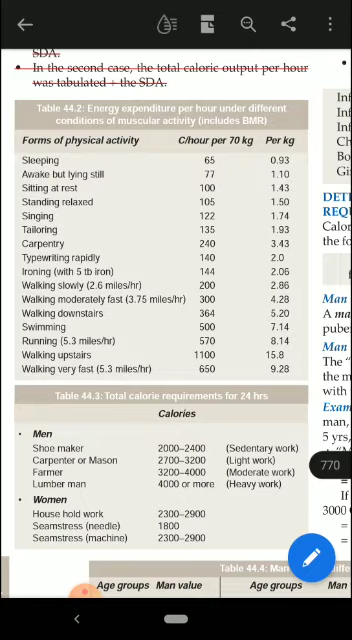 SDA.
• In the second case, the total caloric output per hour
was tabulated + the SDA.
Table 44.2: Energy expenditure per hour under different
conditions of muscular activity (includes BMR)
Forms of physical activity C/hour per 70 kg Per kg
Sleeping 65 0.93
Awake but lying still 77 1.10
Sitting at rest 100 1.43
Standing relaxed 105 1.50
Singing 122 1.74
Tailoring 135 1.93
Carpentry 240 3.43
Typewriting rapidly 140 2.0
Ironing (with 5 tb iron) 144 2.06
Walking slowly (2.6 miles/hr) 200 2.86
Walking moderately fast (3.75 miles/hr) 300 4.28
Walking downstairs 364 5.20
Swimming 500 7.14
Running (5.3 miles/hr) 570 8.14
Walking upstairs 1100 15.8
Walking very fast (5.3 miles/hr) 650 9.28
Table 44.3: Total calorie requirements for 24 hrs
Calories
• Men
Shoe maker 2000–2400 (Sedentary work)
Carpenter or Mason 2700–3200 (Light work)
Farmer 3200–4000 (Moderate work)
Lumber man 4000 or more (Heavy work)
• Women
House hold work 2300–2900
Seamstress (needle) 1800
Seamstress (machine) 2300–2900
Table 44.4: Man
Age groups Man value Age groups Man
DET
REQ
Calor
the fo
Man
A ma
pube
Man
The "
the m
with
Exam
man,
5 yrs,
770
If
3000